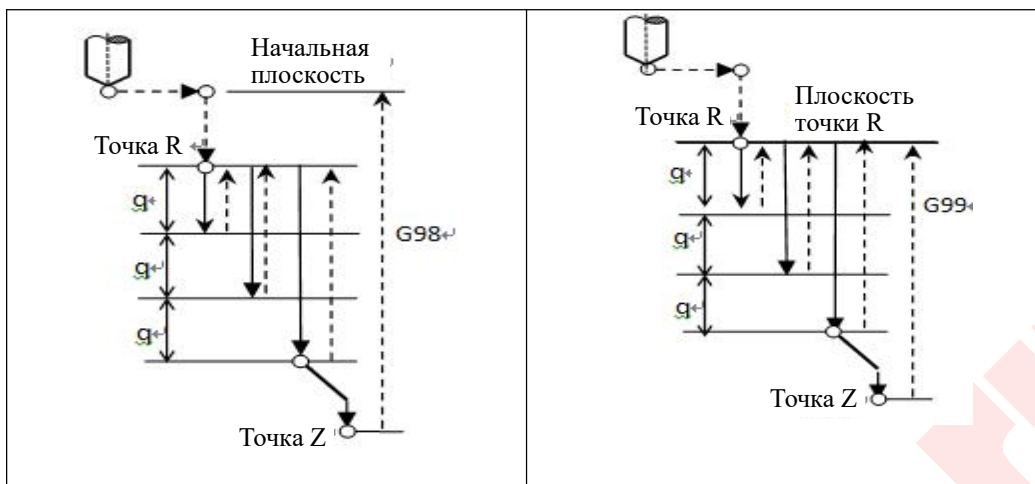 Начальная
плоскость
Точка R
q
q
q
G98
Точка Z
Плоскость
точки R
Точка R
q
q
q
G99
Точка Z